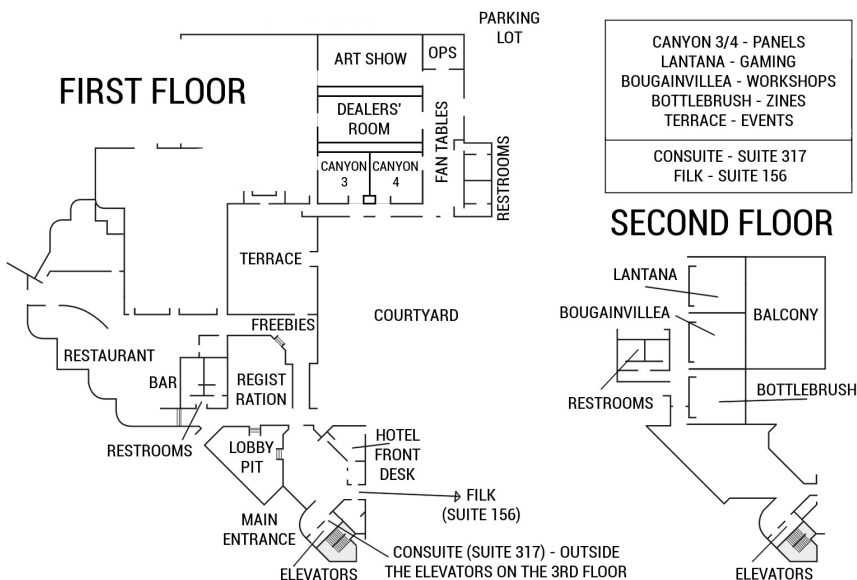 PARKING
LOT
FIRST FLOOR
ART SHOW
OPS
DEALERS'
ROOM
FAN TABLES
CANYON
3
CANYON
4
RESTROOMS
TERRACE
COURTYARD
FREEBIES
RESTAURANT
BAR
REGIST
RATION
RESTROOMS
LOBBY
PIT
HOTEL
FRONT
DESK
FILK
(SUITE 156)
MAIN
ENTRANCE
CONSUITE (SUITE 317) - OUTSIDE
THE ELEVATORS ON THE 3RD FLOOR
ELEVATORS
CANYON 3/4 - PANELS
LANTANA - GAMING
BOUGAINVILLEA - WORKSHOPS
BOTTLEBRUSH - ZINES
TERRACE - EVENTS
CONSUITE - SUITE 317
FILK - SUITE 156
SECOND FLOOR
LANTANA
BOUGAINVILLEA
BALCONY
RESTROOMS
BOTTLEBRUSH
ELEVATORS